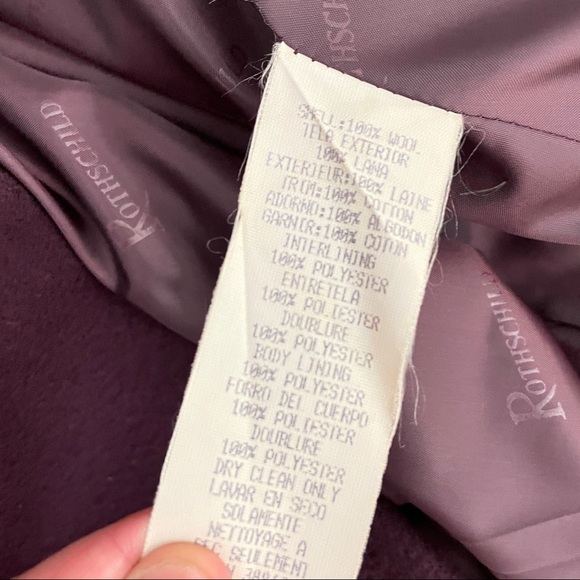 ROTHSCHILD
ROTHSCHILD
ROTHSCHILD
SHELL:100% WOOL
TELA EXTERIOR
100% LANA
EXTERIEUR:100% LAINE
TRIM:100% COTTON
ADORNO:100% ALGODON
GARNIR:100% COTON
INTERLINING
100% POLYESTER
ENTRETELA
100% POLIESTER
DOUBLURE
100% POLYESTER
BODY LINING
100% POLYESTER
FORRO DEL CUERPO
100% POLIESTER
DOUBLURE
100% POLYESTER
DRY CLEAN ONLY
LAVAR EN SECO
SOLAMENTE
NETTOYAGE A
SEC SEULEMENT